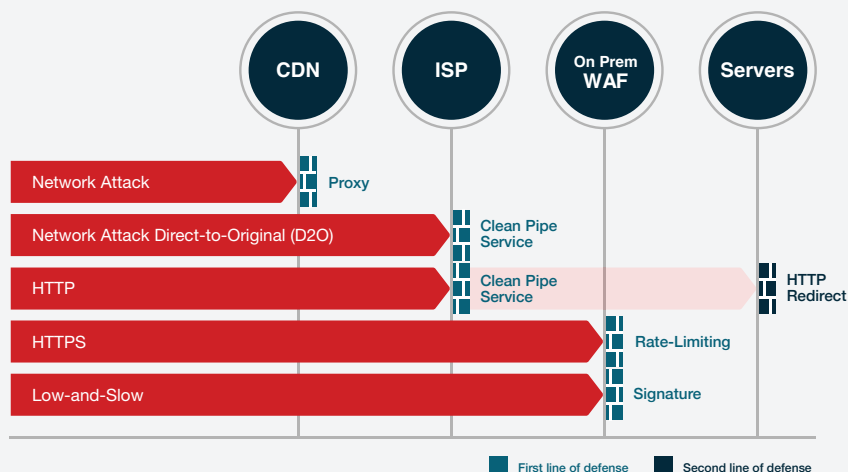 CDN
ISP
On Prem
WAF
Servers
Network Attack
Proxy
Network Attack Direct-to-Original (D2O)
Clean Pipe
Service
HTTP
Clean Pipe
Service
HTTP
Redirect
HTTPS
Rate-Limiting
Low-and-Slow
Signature
First line of defense
Second line of defense